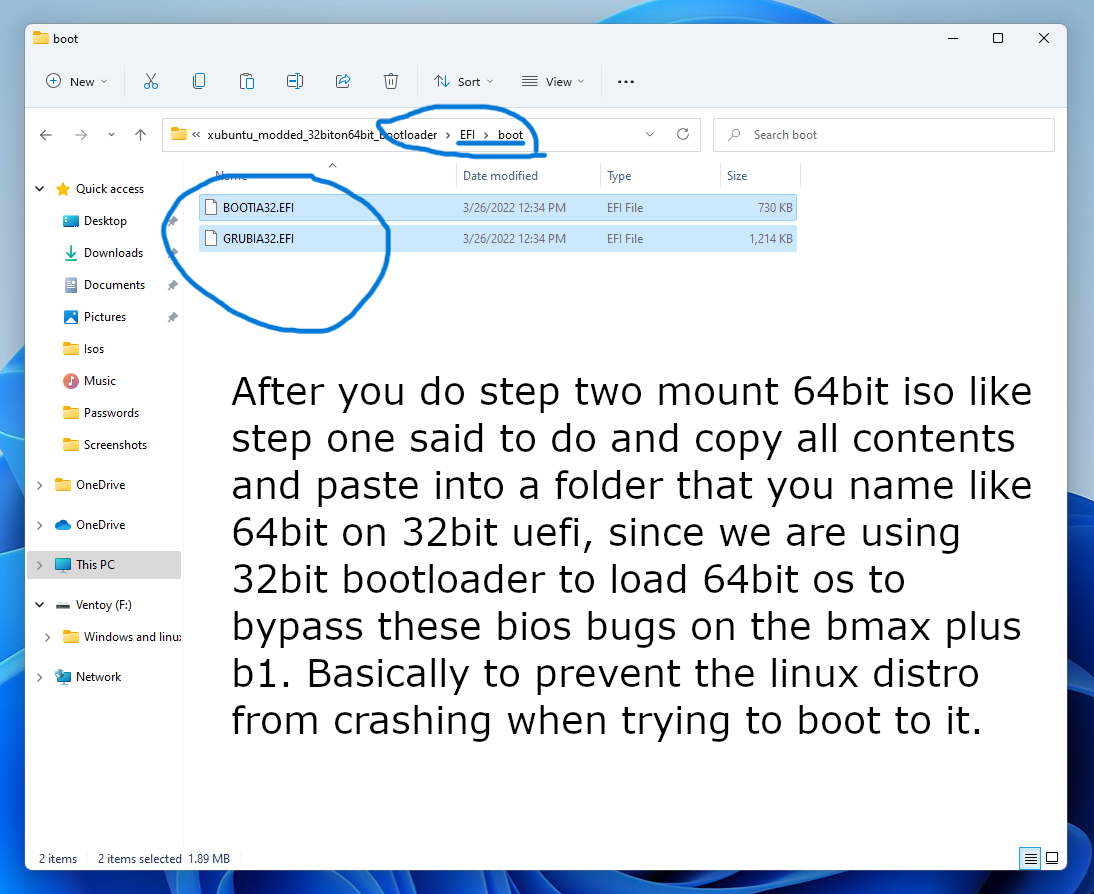 boot
New
Sort
View
« xubuntu_modded_32biton64bit_bootloader > EFI > boot
Search boot
Name Date modified Type Size
BOOTIA32.EFI 3/26/2022 12:34 PM EFI File 730 KB
GRUBIA32.EFI 3/26/2022 12:34 PM EFI File 1,214 KB
Quick access
Desktop
Downloads
Documents
Pictures
Isos
Music
Passwords
Screenshots
OneDrive
OneDrive
This PC
Ventoy (F:)
Windows and linu
Network
After you do step two mount 64bit iso like
step one said to do and copy all contents
and paste into a folder that you name like
64bit on 32bit uefi, since we are using
32bit bootloader to load 64bit os to
bypass these bios bugs on the bmax plus
b1. Basically to prevent the linux distro
from crashing when trying to boot to it.
2 items 2 items selected 1.89 MB